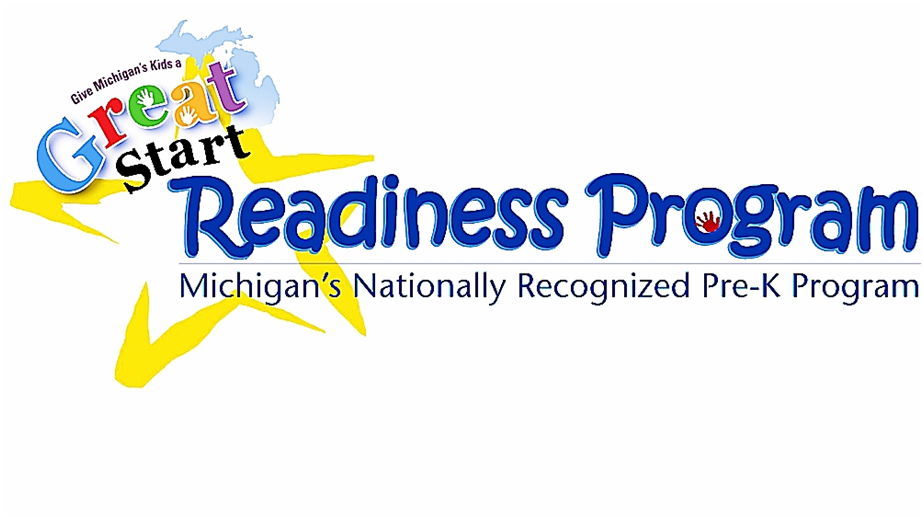 Give Michigan's Kids a
Great
Start
Readiness Program
Michigan's Nationally Recognized Pre-K Program